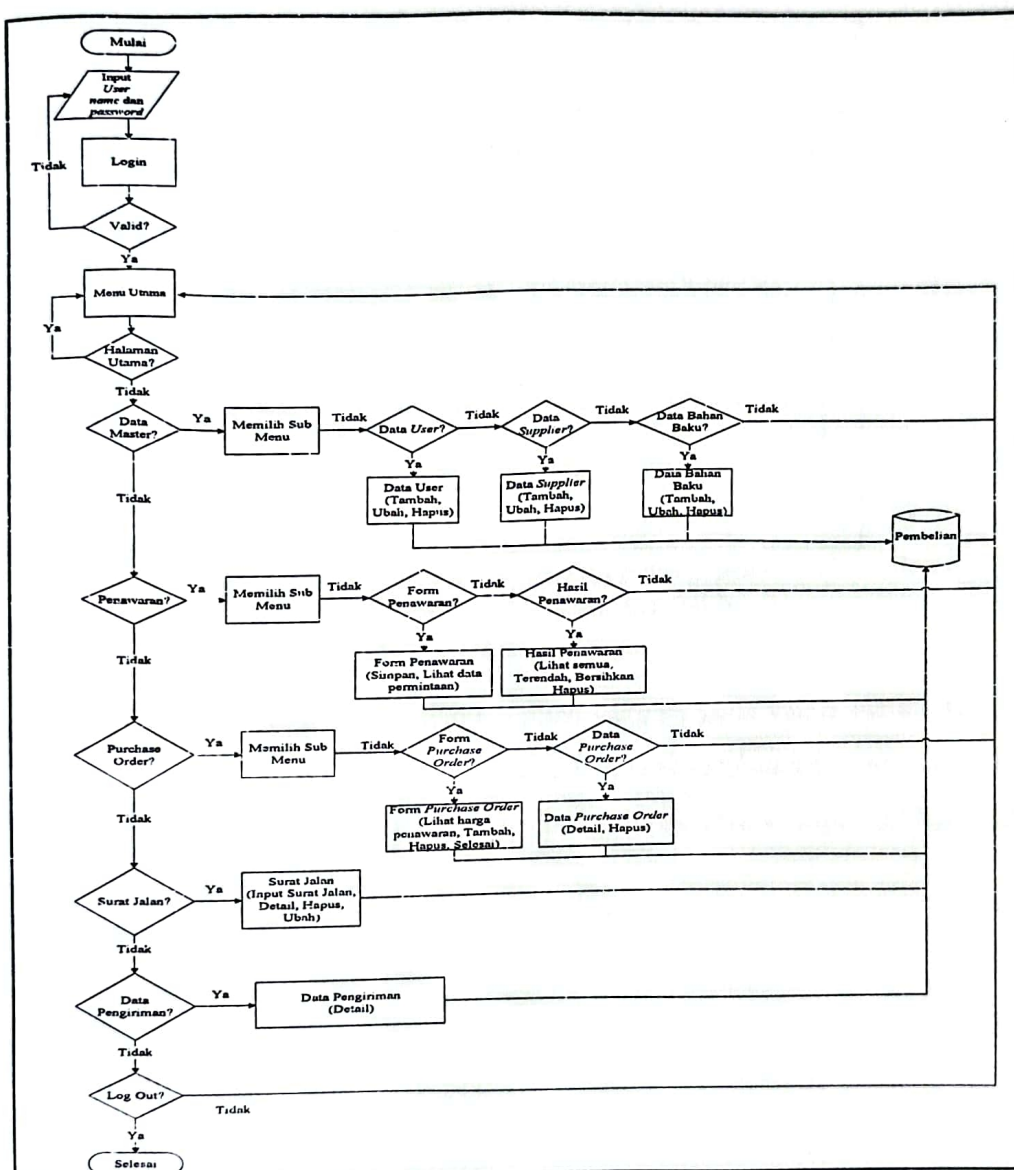 Mulai
Input
User
name dan
password
Tidak
Login
Valid?
Ya
Menu Utama
Ya
Halaman
Utama?
Tidak
Data
Master?
Ya
Memilih Sub
Menu
Tidak
Data User?
Tidak
Data
Supplier?
Tidak
Data Bahan
Baku?
Tidak
Ya
Data User
(Tambah,
Ubah, Hapus)
Ya
Data Supplier
(Tambah,
Ubah, Hapus)
Ya
Data Bahan
Baku
(Tambah,
Ubah, Hapus)
Pembelian
Tidak
Penawaran?
Ya
Memilih Sub
Menu
Tidak
Form
Penawaran?
Tidak
Hasil
Penawaran?
Tidak
Ya
Form Penawaran
(Simpan, Lihat data
permintaan)
Ya
Hasil Penawaran
(Lihat semua,
Terendah, Bersihkan
Hapus)
Tidak
Purchase
Order?
Ya
Memilih Sub
Menu
Tidak
Form
Purchase
Order?
Tidak
Data
Purchase
Order?
Tidak
Ya
Form Purchase Order
(Lihat harga
penawaran, Tambah,
Hapus, Selesai)
Ya
Data Purchase Order
(Detail, Hapus)
Tidak
Surat Jalan?
Ya
Surat Jalan
(Input Surat Jalan,
Detail, Hapus,
Ubah)
Tidak
Data
Pengiriman?
Ya
Data Pengiriman
(Detail)
Tidak
Log Out?
Tidak
Ya
Selesai